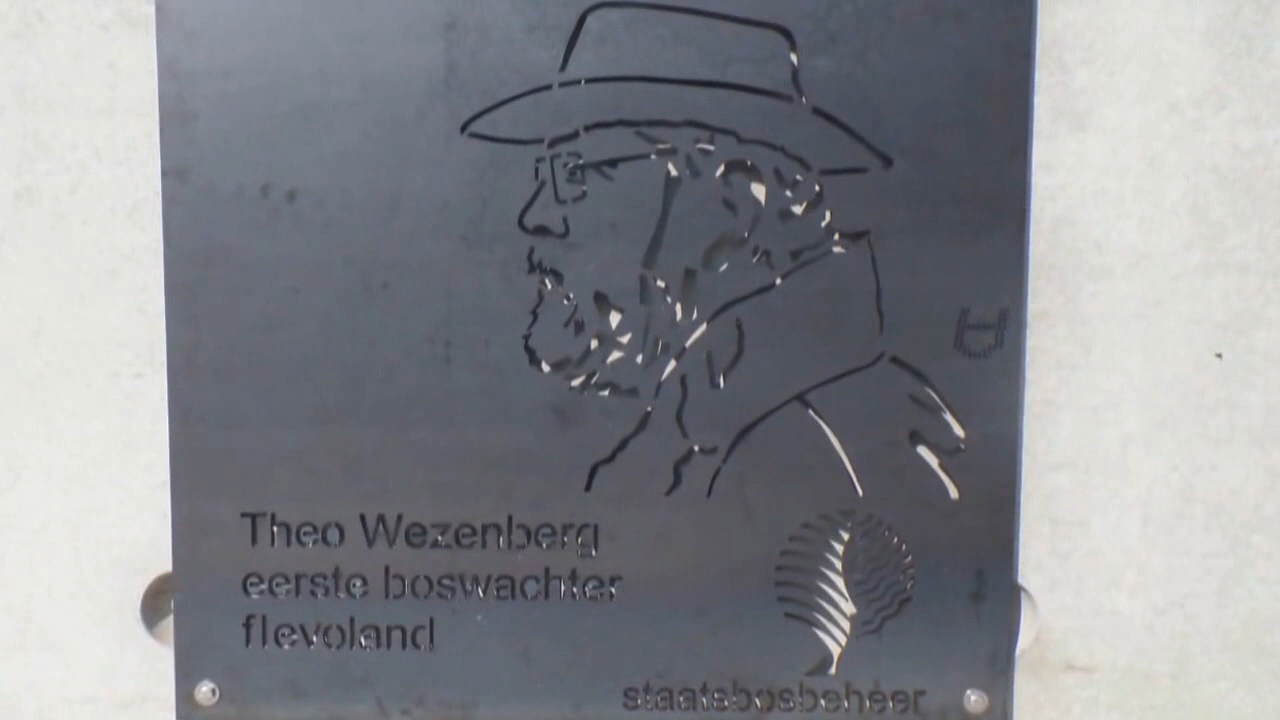 Theo Wezenberg
eerste boswachter
flevoland
staatsbosbeheer